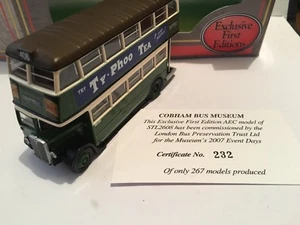 Exclusive
First
Editions
TRY TY·PHOO TEA
COBHAM BUS MUSEUM
This Exclusive First Edition AEC model of
STL2608 has been commissioned by the
London Bus Preservation Trust Ltd
for the Museum's 2007 Event Days
Certificate No. 232
Of only 267 models produced